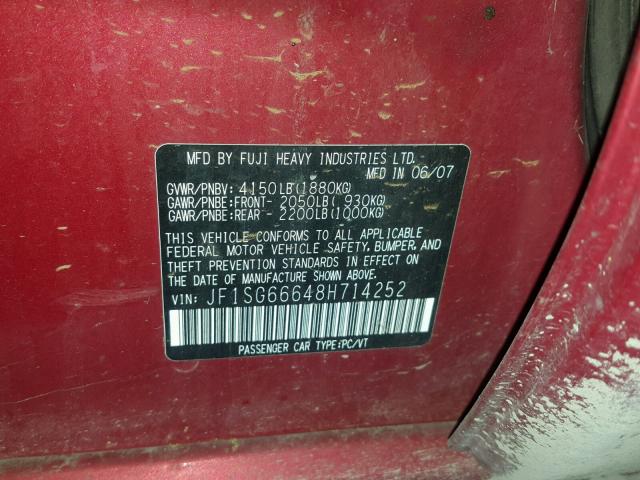 MFD BY FUJI HEAVY INDUSTRIES LTD.
MFD IN 06/07
GVWR/PNBV: 4150LB(1880KG)
GAWR/PNBE:FRONT- 2050LB( 930KG)
GAWR/PNBE:REAR - 2200LB(1000KG)
THIS VEHICLE CONFORMS TO ALL APPLICABLE
FEDERAL MOTOR VEHICLE SAFETY, BUMPER, AND
THEFT PREVENTION STANDARDS IN EFFECT ON
THE DATE OF MANUFACTURE SHOWN ABOVE.
VIN: JF1SG66648H714252
PASSENGER CAR TYPE:PC/VT